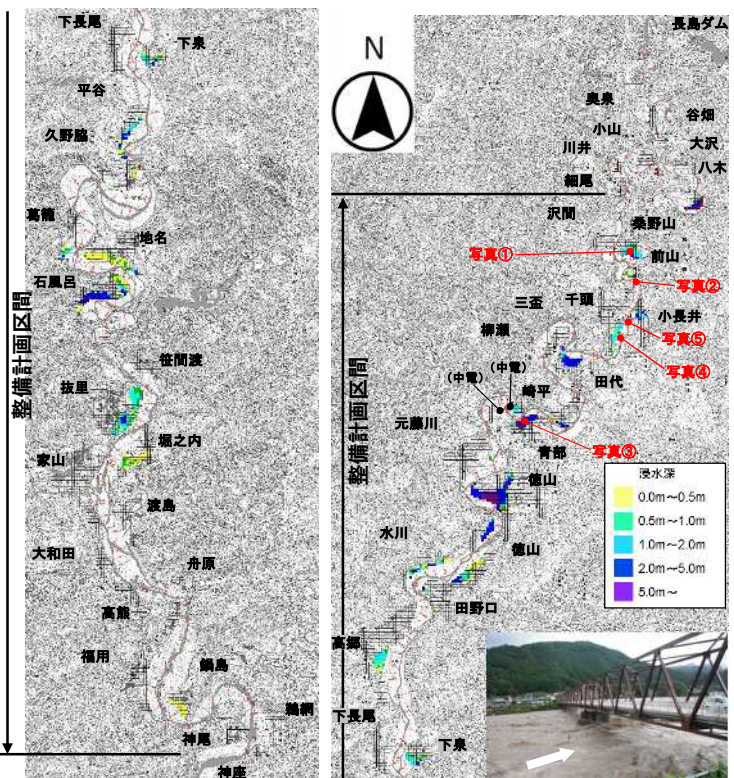 下長尾
下泉
平谷
久野脇
葛籠
地名
石風呂
整備計画区間
笹間渡
抜里
堀之内
家山
渡島
大和田
舟原
高熊
福用
鍋島
鵜網
神尾
神座
N
長島ダム
奥泉
谷畑
小山
大沢
川井
八木
細尾
沢間
桑野山
写真①
前山
写真②
千頭
三盃
小長井
柳瀬
写真⑤
整備計画区間
写真④
(中電)
(中電)
崎平
田代
元藤川
青部
写真③
徳山
浸水深
0.0m~0.5m
0.5m~1.0m
1.0m~2.0m
2.0m~5.0m
5.0m~
水川
徳山
田野口
高郷
下長尾
下泉